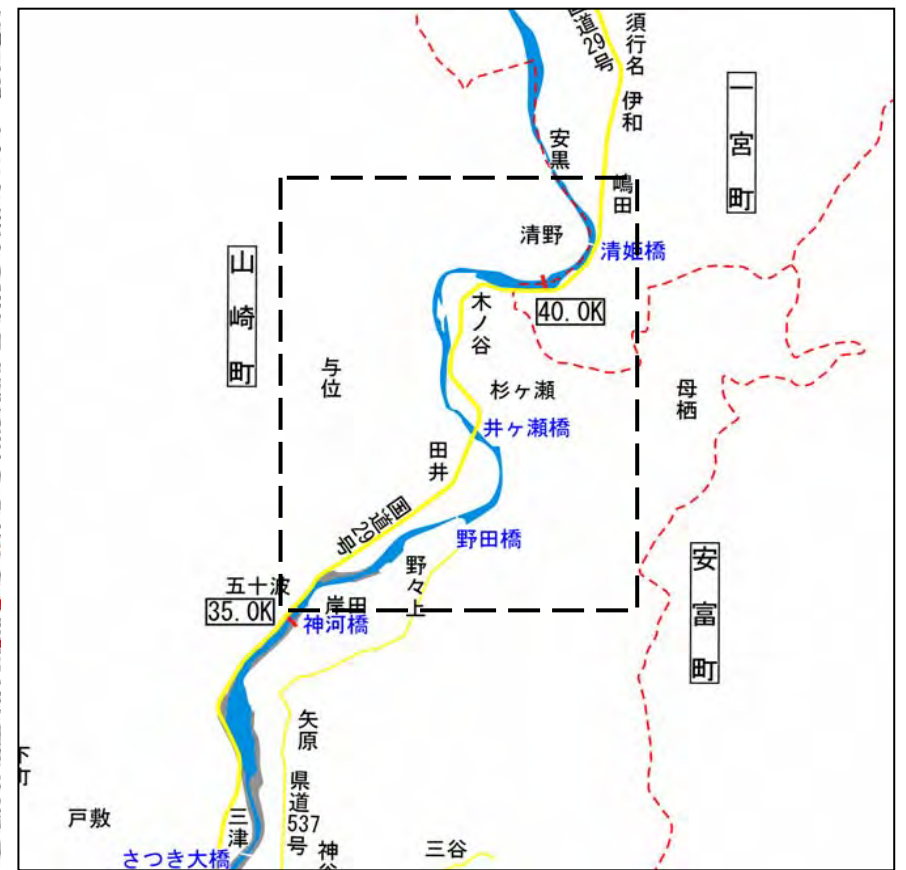 国道29号
須行名
伊和
一宮町
安黒
嶋田
清野
清姫橋
山崎町
木ノ谷
40.0K
与位
杉ヶ瀬
母栖
井ヶ瀬橋
田井
国道29号
野田橋
安富町
野々上
五十波
岸田
35.0K
神河橋
矢原
県道537号
戸敷
三津
三谷
さつき大橋